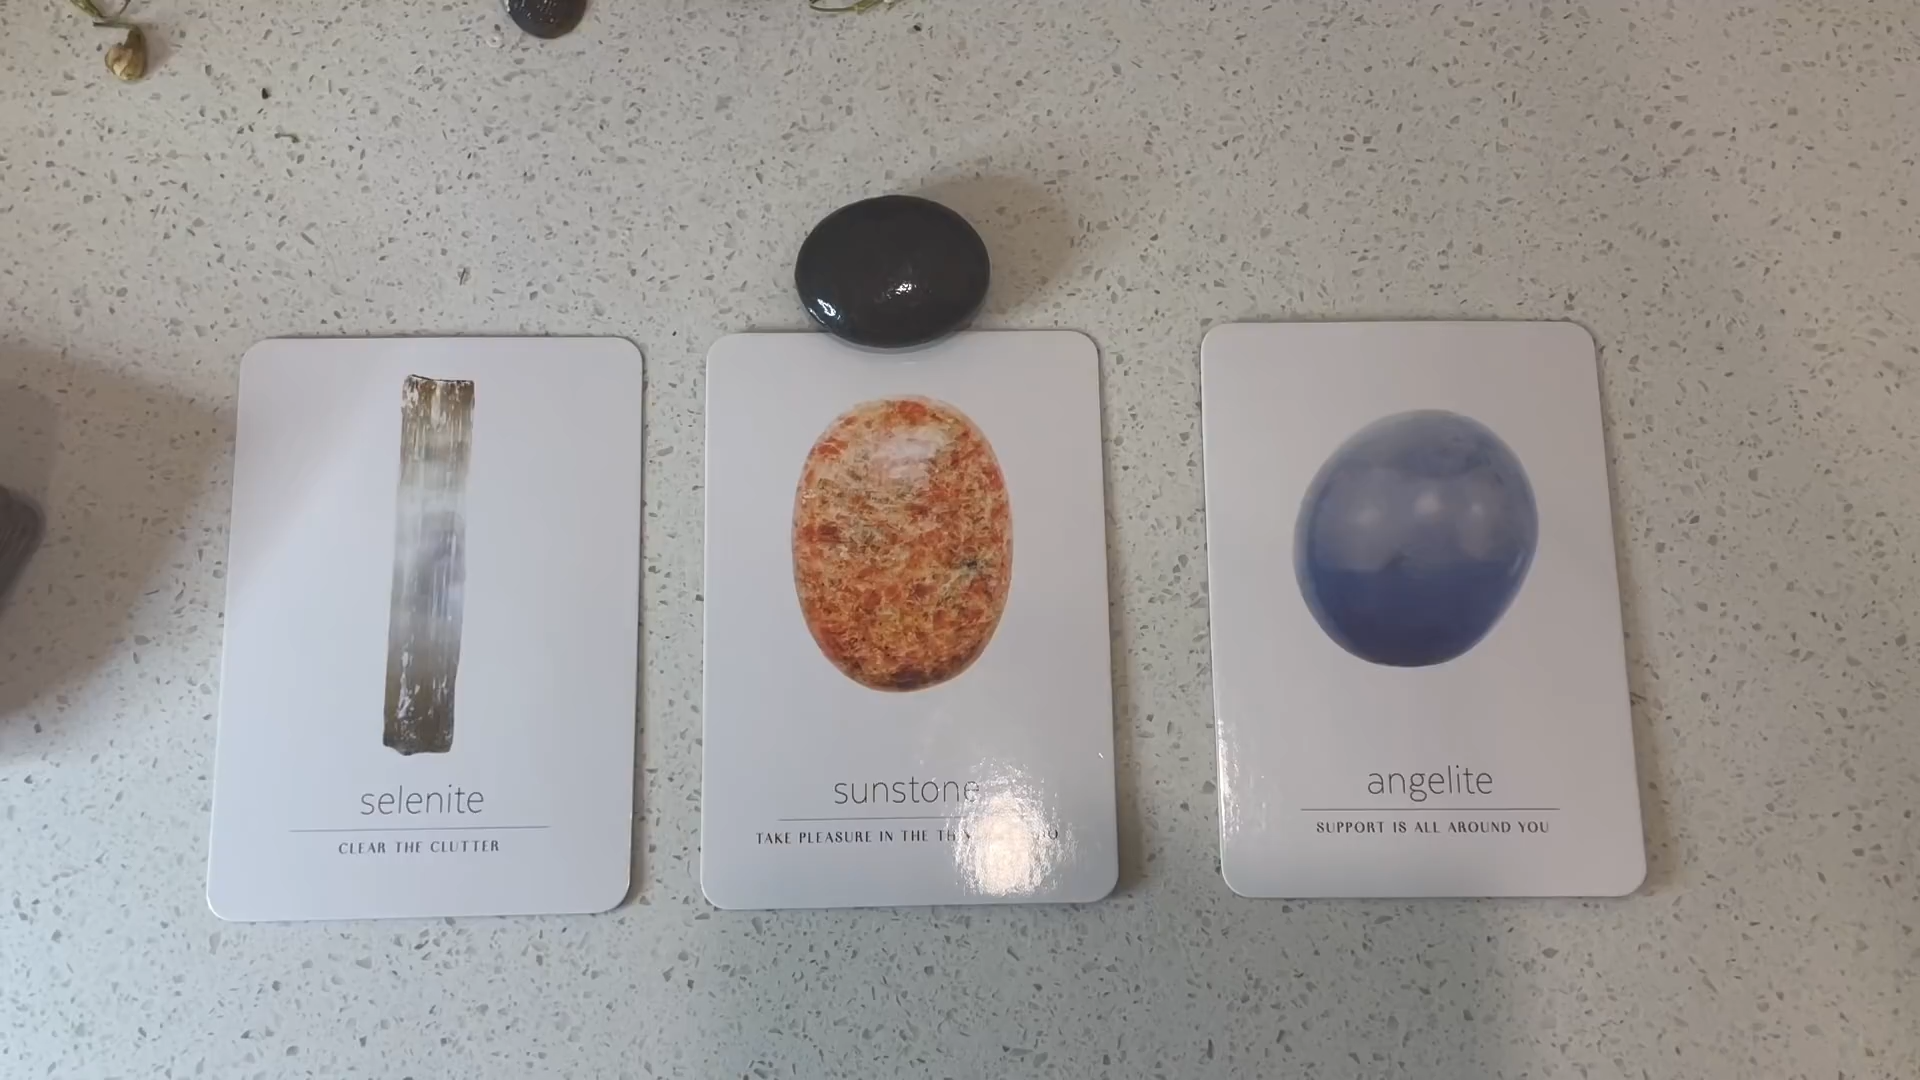 selenite
CLEAR THE CLUTTER
sunstone
TAKE PLEASURE IN THE
angelite
SUPPORT IS ALL AROUND YOU